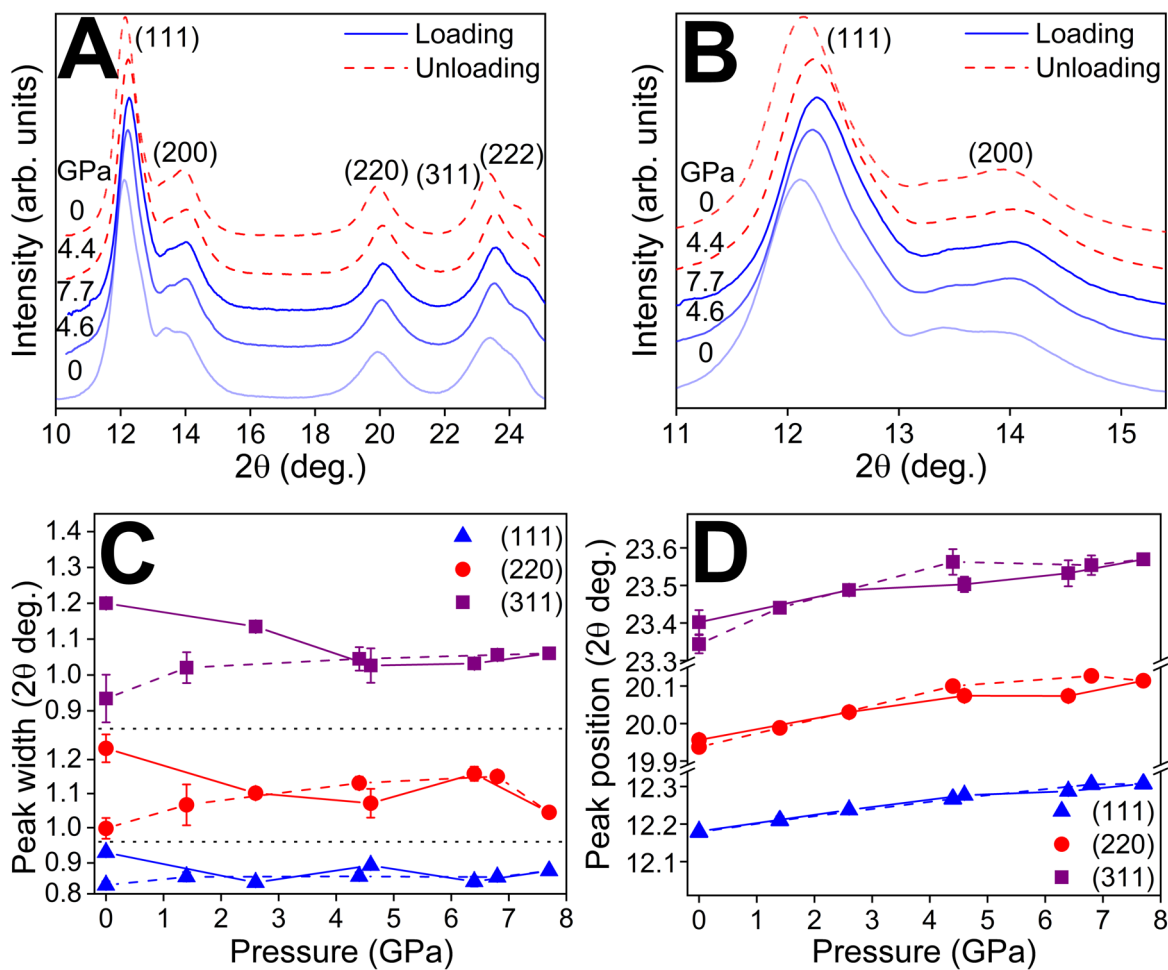 A
(111)
Loading
Unloading
(200)
(220)
(311)
(222)
GPa
0
4.4
7.7
4.6
0
Intensity (arb. units)
10 12 14 16 18 20 22 24
2θ (deg.)
B
(111)
Loading
Unloading
(200)
GPa
0
4.4
7.7
4.6
0
Intensity (arb. units)
11 12 13 14 15
2θ (deg.)
C
(111)
(220)
(311)
1.4
1.3
1.2
1.1
1.0
0.9
1.2
1.1
1.0
0.9
0.8
Peak width (2θ deg.)
0 1 2 3 4 5 6 7 8
Pressure (GPa)
D
23.6
23.5
23.4
23.3
20.1
20.0
19.9
12.3
12.2
12.1
Peak position (2θ deg.)
(111)
(220)
(311)
0 1 2 3 4 5 6 7 8
Pressure (GPa)